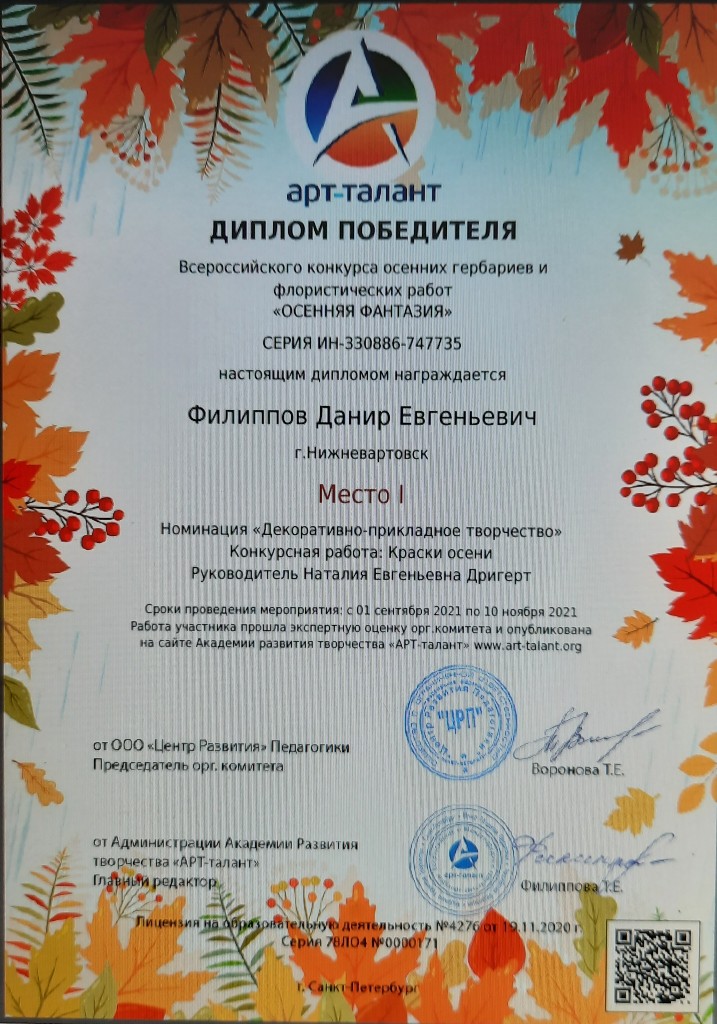 арт-талант
ДИПЛОМ ПОБЕДИТЕЛЯ
Всероссийского конкурса осенних гербариев и
флористических работ
«ОСЕННЯЯ ФАНТАЗИЯ»
СЕРИЯ ИН-330886-747735
настоящим дипломом награждается
Филиппов Данир Евгеньевич
г.Нижневартовск
Место I
Номинация «Декоративно-прикладное творчество»
Конкурсная работа: Краски осени
Руководитель Наталия Евгеньевна Дригерт
Сроки проведения мероприятия: с 01 сентября 2021 по 10 ноября 2021
Работа участника прошла экспертную оценку орг.комитета и опубликована
на сайте Академии развития творчества «АРТ-талант» www.art-talant.org
"ЦРП"
от ООО «Центр Развития» Педагогики
Председатель орг. комитета
Воронова Т.Е.
от Администрации Академии Развития
творчества «АРТ-талант»
Главный редактор
арт-талант
Филиппова Т.Е.
Лицензия на образовательную деятельность №4276 от 19.11.2020 г.
Серия 78ЛО4 №0000171
г. Санкт-Петербург